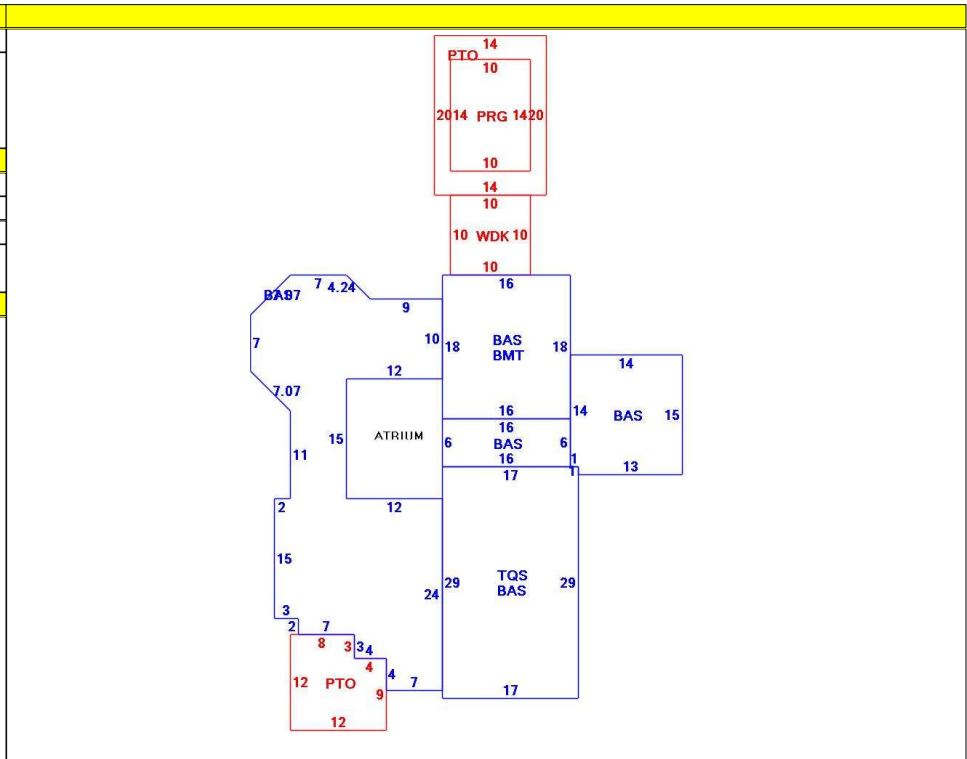 14
PTO
10
20 14 PRG 14 20
10
14
10
10 WDK 10
10
7 4.24 16
BAS 7.07
9
10 18 BAS 18
BMT
7
12 14
7.07
16 14 BAS 15
16
15 ATRIUM 6 BAS 6
11 16 1
17 1 13
2 12
15
TQS
29 BAS 29
24
3
2 7
8 3 3 4
4
12 PTO 4
9 7 17
12